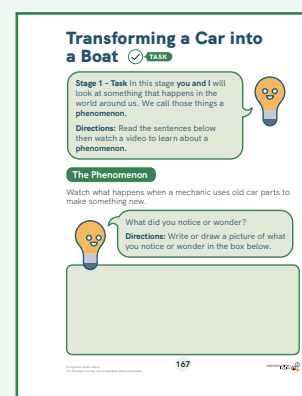 Transforming a Car into
a Boat TASK
Stage 1 – Task In this stage you and I will
look at something that happens in the
world around us. We call those things a
phenomenon.
Directions: Read the sentences below
then watch a video to learn about a
phenomenon.
The Phenomenon
Watch what happens when a mechanic uses old car parts to
make something new.
What did you notice or wonder?
Directions: Write or draw a picture of what
you notice or wonder in the box below.
167